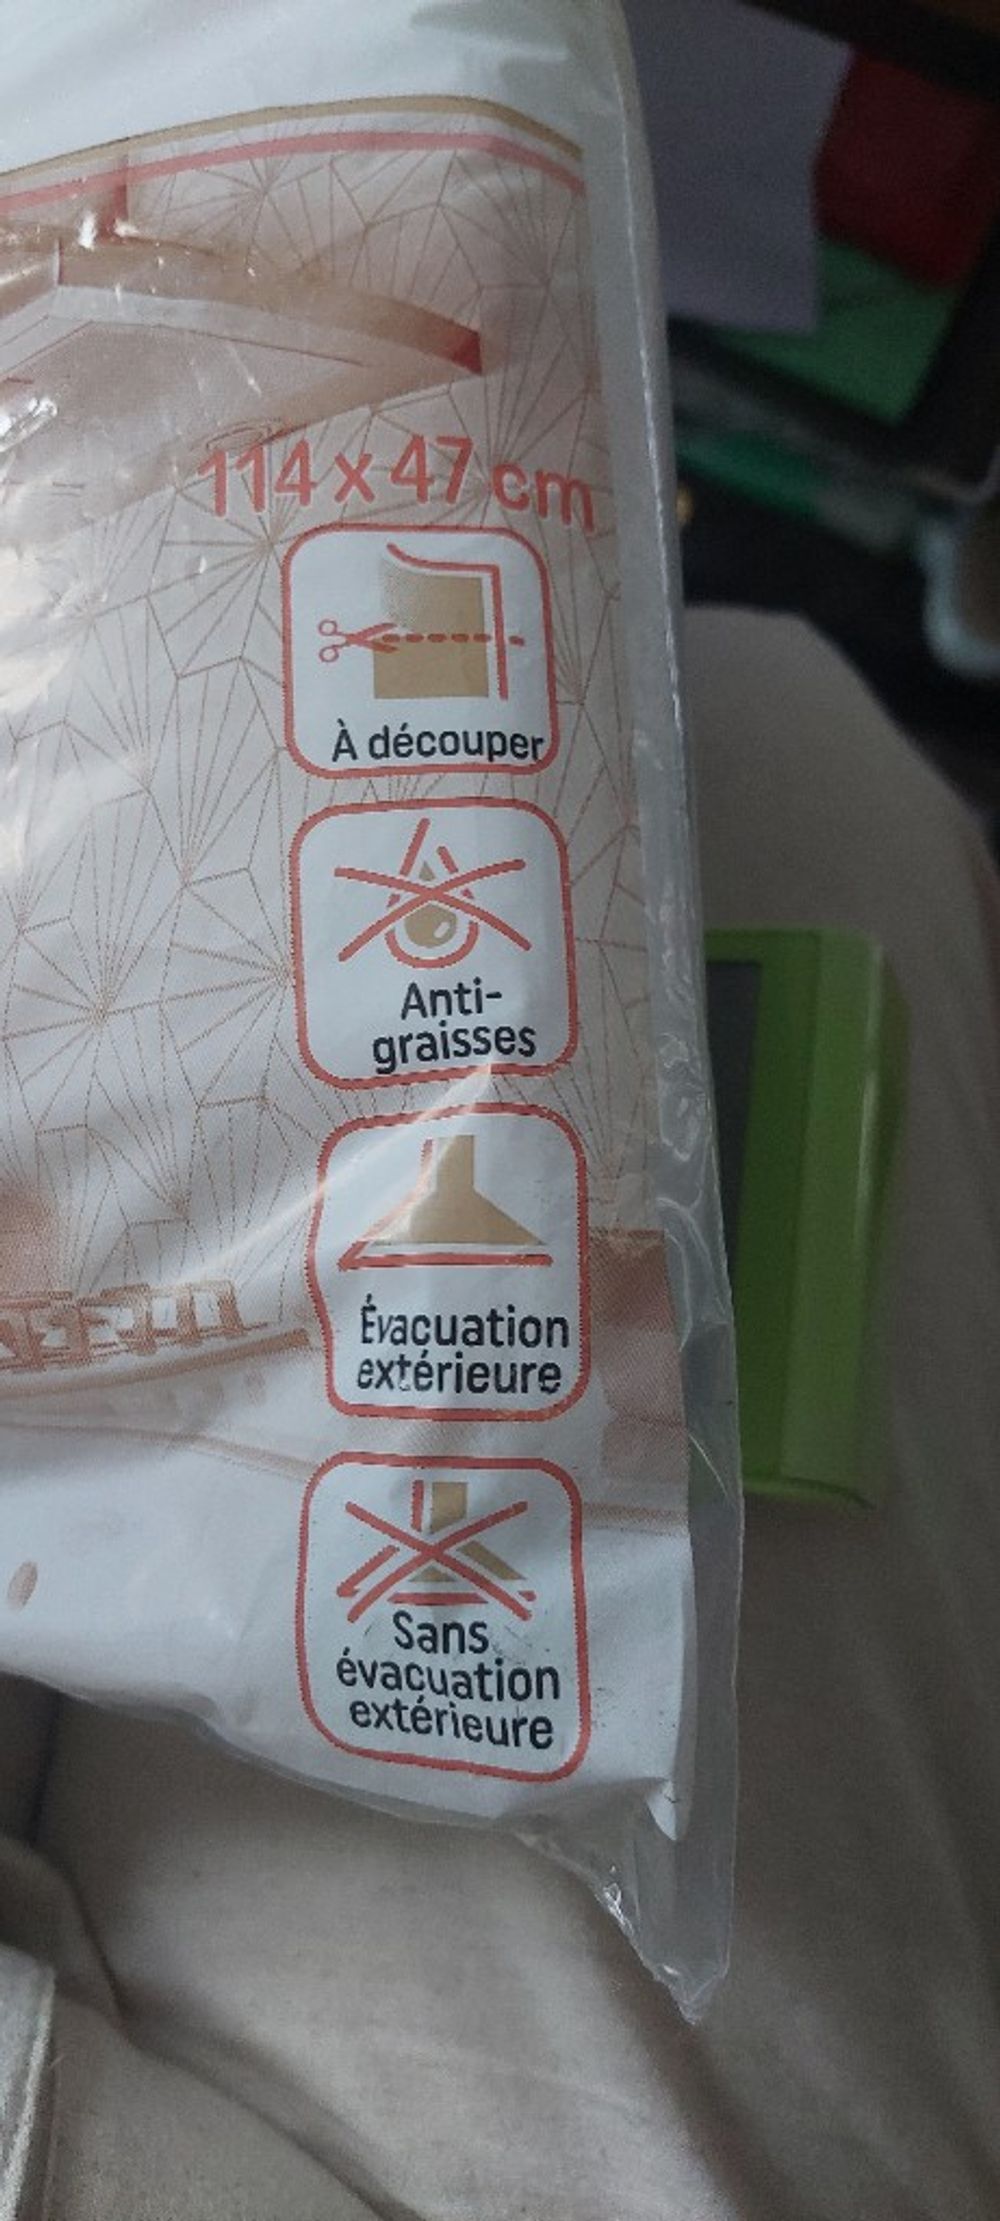 114 x 47 cm
À découper
Anti-
graisses
Évacuation
extérieure
Sans
évacuation
extérieure